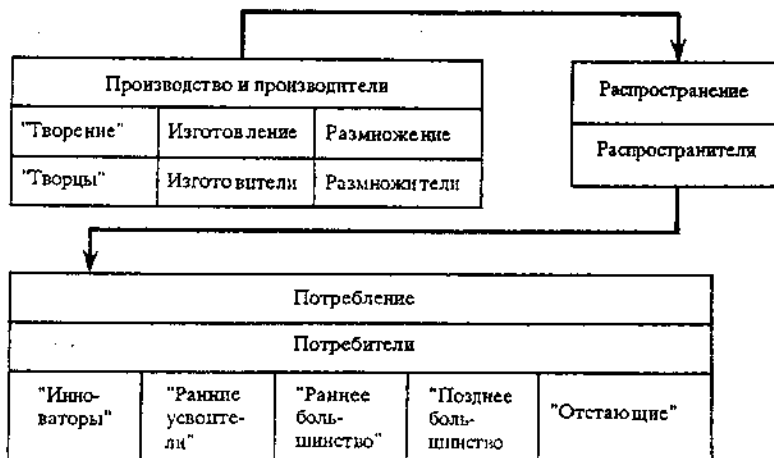 Производство и производители
"Творение" Изготовление Размножение
"Творцы" Изготовители Размножители
Распространение
Распространители
Потребление
Потребители
"Инно-
ваторы"
"Ранние
усвоите-
ли"
"Раннее
боль-
шинство"
"Позднее
боль-
шинство
"Отстающие"